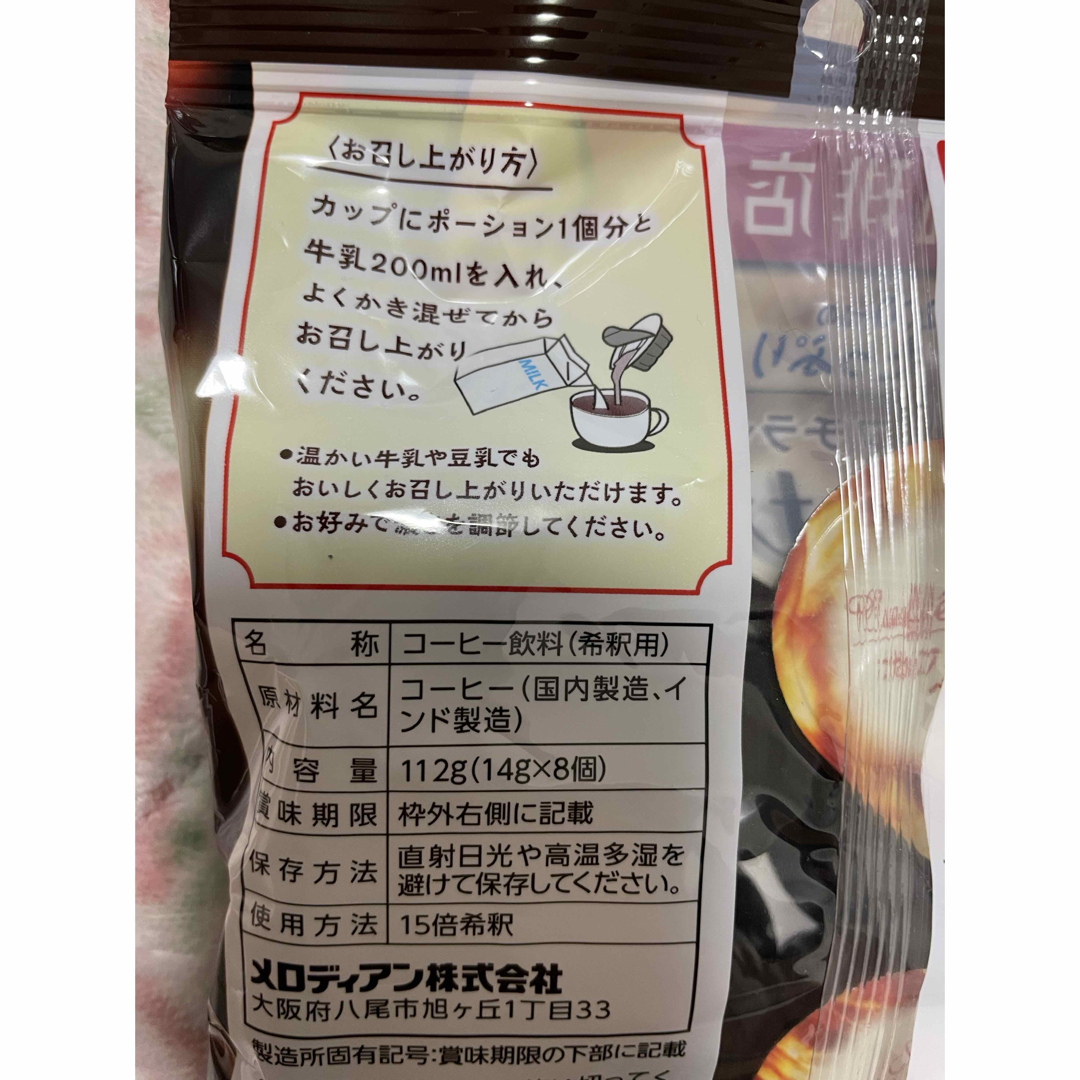 〈お召し上がり方〉
カップにポーション1個分と
牛乳200mlを入れ、
よくかき混ぜてから
お召し上がり
ください。
MILK
●温かい牛乳や豆乳でも
おいしくお召し上がりいただけます。
●お好みで濃さを調節してください。
名称 コーヒー飲料(希釈用)
原材料名 コーヒー(国内製造、イ
ンド製造)
内容量 112g(14g×8個)
賞味期限 枠外右側に記載
保存方法 直射日光や高温多湿を
避けて保存してください。
使用方法 15倍希釈
メロディアン株式会社
大阪府八尾市旭ヶ丘1丁目33
製造所固有記号:賞味期限の下部に記載